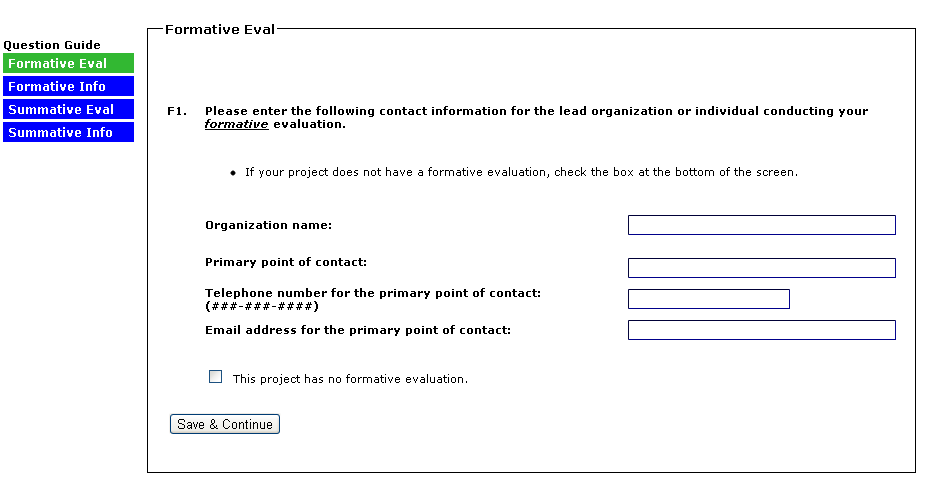 Formative Eval
Question Guide
Formative Eval
Formative Info
Summative Eval
Summative Info
F1. Please enter the following contact information for the lead organization or individual conducting your
formative evaluation.
• If your project does not have a formative evaluation, check the box at the bottom of the screen.
Organization name:
Primary point of contact:
Telephone number for the primary point of contact:
(###-###-####)
Email address for the primary point of contact:
This project has no formative evaluation.
Save & Continue